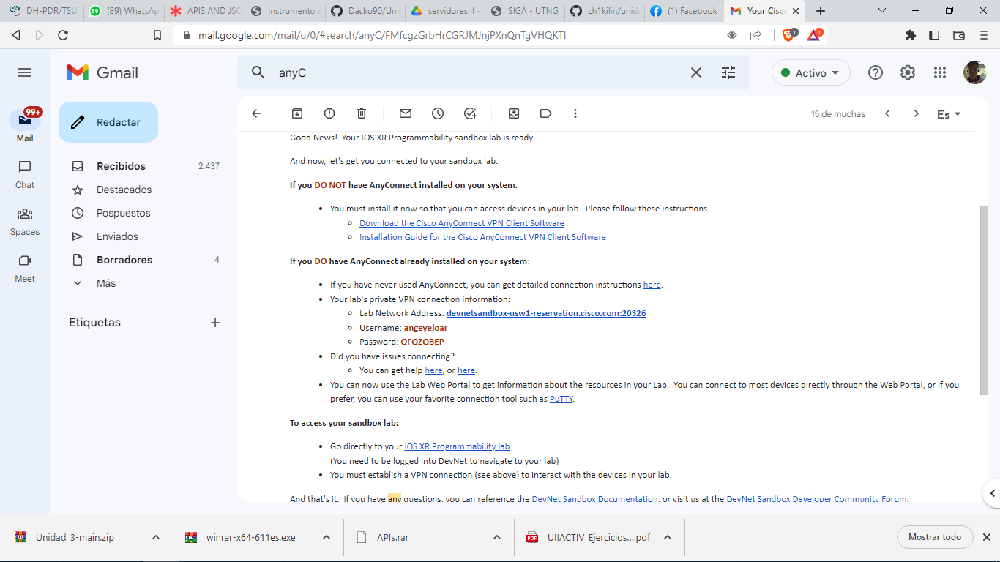 DH-PDR/TSU:
(89) WhatsAp
APIS AND JSO
Instrumento d
Dacko90/Unid
servidores II -
SIGA - UTNG
ch1kilin/unida
(1) Facebook
Your Cisc
mail.google.com/mail/u/0/#search/anyC/FMfcgzGrbHrCGRJMJnjPXnQnTgVHQKTl
1
1
Gmail
anyC
Activo
99+
Mail
Chat
Spaces
Meet
Redactar
Recibidos 2.437
Destacados
Pospuestos
Enviados
Borradores 4
Más
Etiquetas
15 de muchas
Es
Good News! Your IOS XR Programmability sandbox lab is ready.
And now, let's get you connected to your sandbox lab.
If you DO NOT have AnyConnect installed on your system:
You must install it now so that you can access devices in your lab. Please follow these instructions.
Download the Cisco AnyConnect VPN Client Software
Installation Guide for the Cisco AnyConnect VPN Client Software
If you DO have AnyConnect already installed on your system:
If you have never used AnyConnect, you can get detailed connection instructions here.
Your lab's private VPN connection information:
Lab Network Address: devnetsandbox-usw1-reservation.cisco.com:20326
Username: angeyeloar
Password: QFQZQBEP
Did you have issues connecting?
You can get help here, or here.
You can now use the Lab Web Portal to get information about the resources in your Lab. You can connect to most devices directly through the Web Portal, or if you
prefer, you can use your favorite connection tool such as PuTTY.
To access your sandbox lab:
Go directly to your IOS XR Programmability lab.
(You need to be logged into DevNet to navigate to your lab)
You must establish a VPN connection (see above) to interact with the devices in your lab.
And that's it. If you have any questions, you can reference the DevNet Sandbox Documentation, or visit us at the DevNet Sandbox Developer Community Forum.
Unidad_3-main.zip
winrar-x64-611es.exe
APIs.rar
PDF
UIIACTIV_Ejercicios....pdf
Mostrar todo